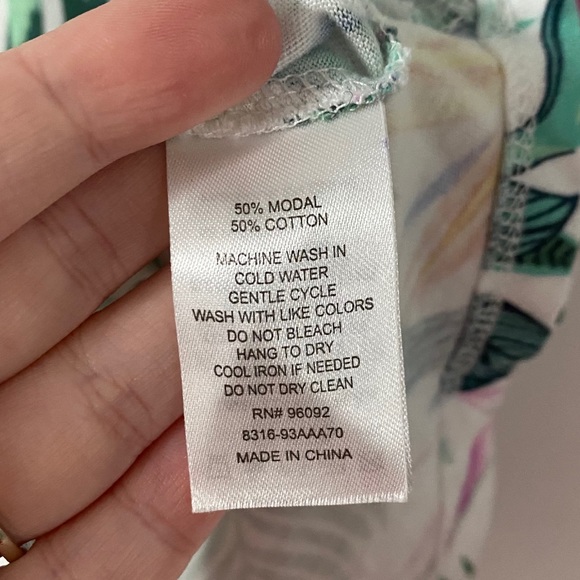 50% MODAL
50% COTTON
MACHINE WASH IN
COLD WATER
GENTLE CYCLE
WASH WITH LIKE COLORS
DO NOT BLEACH
HANG TO DRY
COOL IRON IF NEEDED
DO NOT DRY CLEAN
RN# 96092
8316-93AAA70
MADE IN CHINA